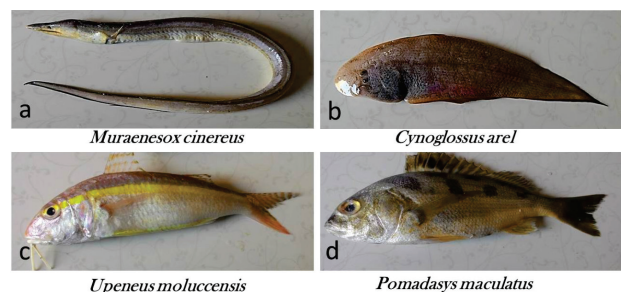 a
b
Muraenesox cinereus
Cynoglossus arel
c
d
Upeneus moluccensis
Pomadasys maculatus